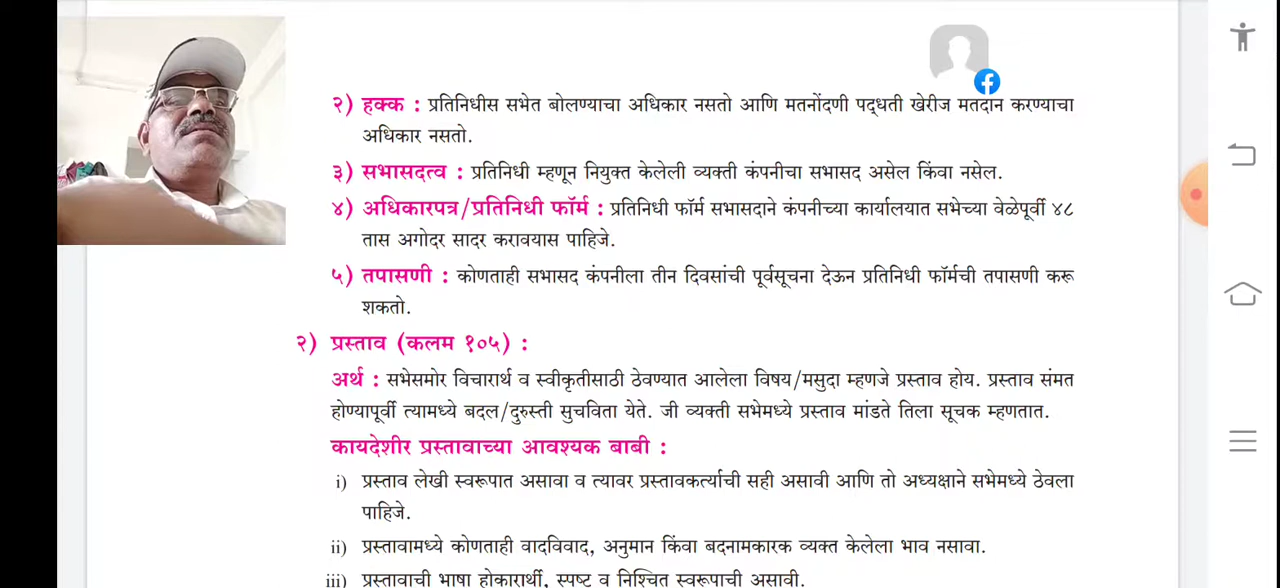 २) हक्क : प्रतिनिधीस सभेत बोलण्याचा अधिकार नसतो आणि मतनोंदणी पद्धती खेरीज मतदान करण्याचा
अधिकार नसतो.
३) सभासदत्व : प्रतिनिधी म्हणून नियुक्त केलेली व्यक्ती कंपनीचा सभासद असेल किंवा नसेल.
४) अधिकारपत्र/प्रतिनिधी फॉर्म : प्रतिनिधी फॉर्म सभासदाने कंपनीच्या कार्यालयात सभेच्या वेळेपूर्वी ४८
तास अगोदर सादर करावयास पाहिजे.
५) तपासणी : कोणताही सभासद कंपनीला तीन दिवसांची पूर्वसूचना देऊन प्रतिनिधी फॉर्मची तपासणी करू
शकतो.
२) प्रस्ताव (कलम १०५) :
अर्थ : सभेसमोर विचारार्थ व स्वीकृतीसाठी ठेवण्यात आलेला विषय/मसुदा म्हणजे प्रस्ताव होय. प्रस्ताव संमत
होण्यापूर्वी त्यामध्ये बदल/दुरुस्ती सुचविता येते. जी व्यक्ती सभेमध्ये प्रस्ताव मांडते तिला सूचक म्हणतात.
कायदेशीर प्रस्तावाच्या आवश्यक बाबी :
i) प्रस्ताव लेखी स्वरूपात असावा व त्यावर प्रस्तावकर्त्याची सही असावी आणि तो अध्यक्षाने सभेमध्ये ठेवला
पाहिजे.
ii) प्रस्तावामध्ये कोणताही वादविवाद, अनुमान किंवा बदनामकारक व्यक्त केलेला भाव नसावा.
iii) प्रस्तावाची भाषा होकारार्थी, स्पष्ट व निश्चित स्वरूपाची असावी.